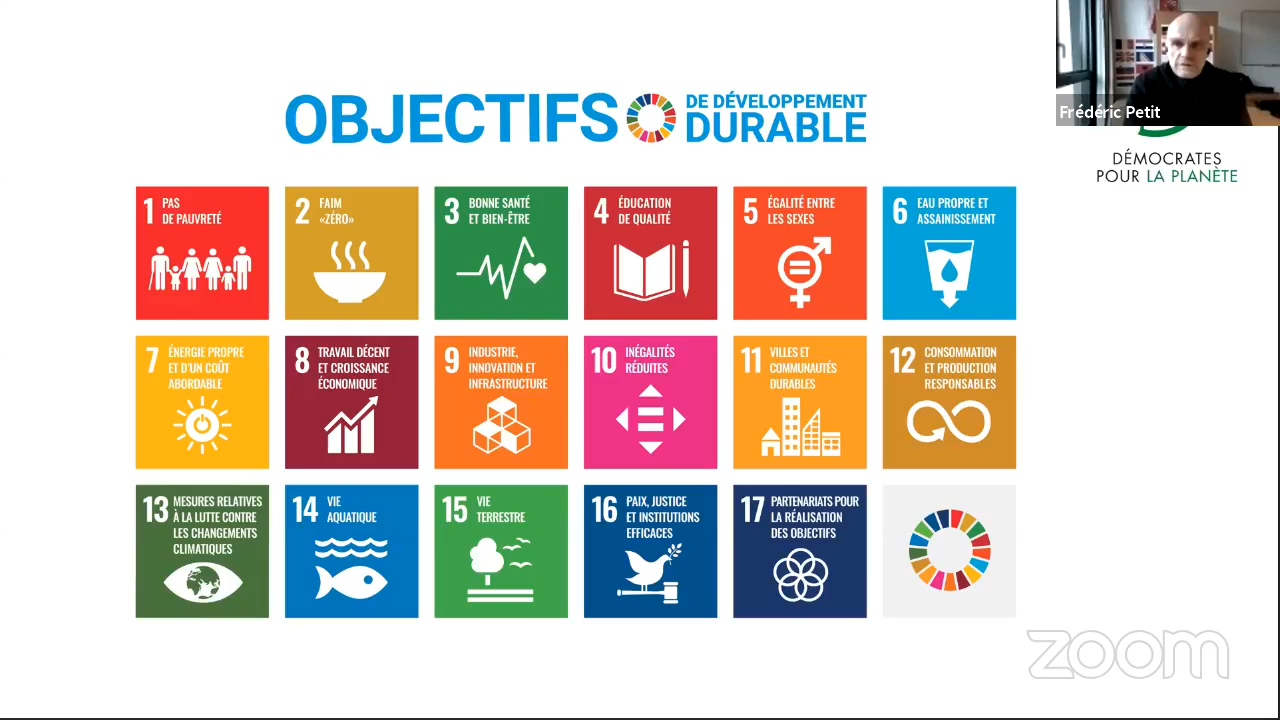 Frédéric Petit
DÉMOCRATES
POUR LA PLANÈTE
OBJECTIFS
DE DÉVELOPPEMENT
DURABLE
1 PAS
DE PAUVRETÉ
2 FAIM
«ZÉRO»
3 BONNE SANTÉ
ET BIEN-ÊTRE
4 ÉDUCATION
DE QUALITÉ
5 ÉGALITÉ ENTRE
LES SEXES
6 EAU PROPRE ET
ASSAINISSEMENT
7 ÉNERGIE PROPRE
ET D'UN COÛT
ABORDABLE
8 TRAVAIL DÉCENT
ET CROISSANCE
ÉCONOMIQUE
9 INDUSTRIE,
INNOVATION ET
INFRASTRUCTURE
10 INÉGALITÉS
RÉDUITES
11 VILLES ET
COMMUNAUTÉS
DURABLES
12 CONSOMMATION
ET PRODUCTION
RESPONSABLES
13 MESURES RELATIVES
À LA LUTTE CONTRE
LES CHANGEMENTS
CLIMATIQUES
14 VIE
AQUATIQUE
15 VIE
TERRESTRE
16 PAIX, JUSTICE
ET INSTITUTIONS
EFFICACES
17 PARTENARIATS POUR
LA RÉALISATION
DES OBJECTIFS
zoom